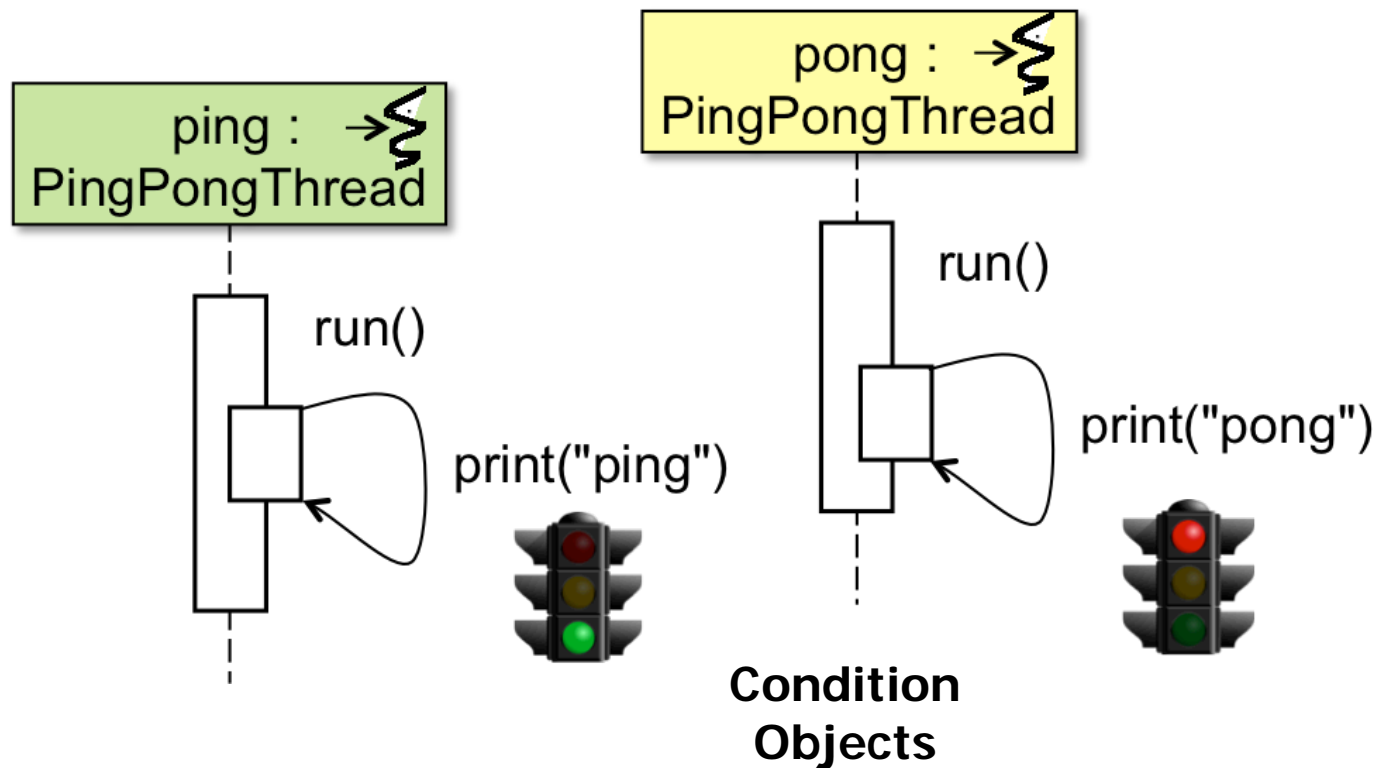 ping :
PingPongThread
run()
print("ping")
pong :
PingPongThread
run()
print("pong")
Condition
Objects